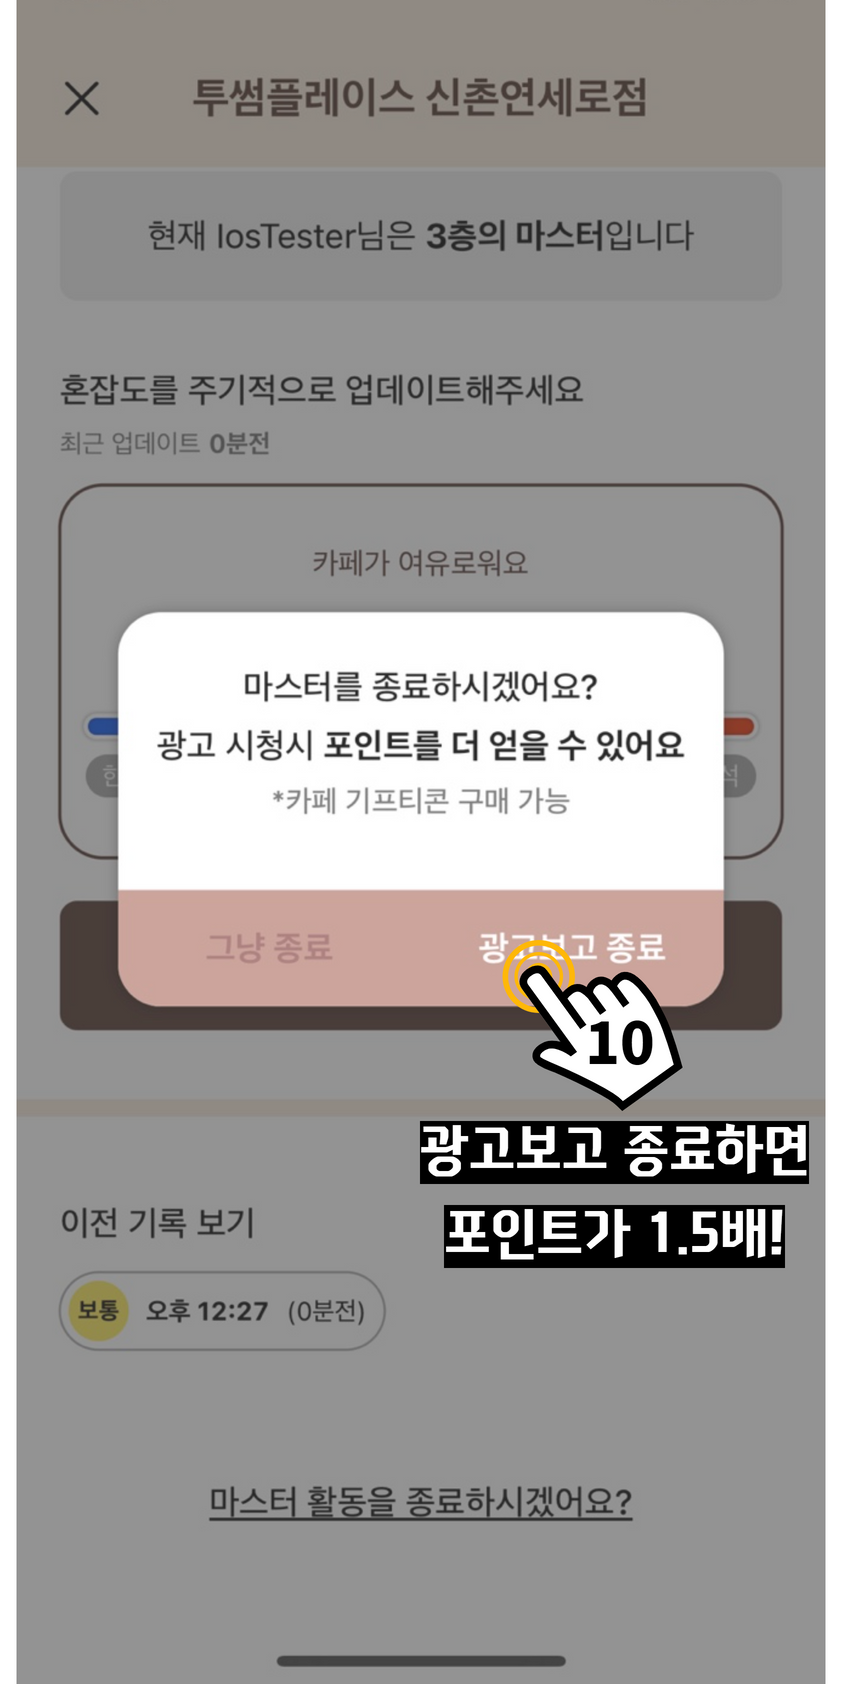 투썸플레이스 신촌연세로점
현재 IosTester님은 3층의 마스터입니다
혼잡도를 주기적으로 업데이트해주세요
최근 업데이트 0분전
카페가 여유로워요
마스터를 종료하시겠어요?
광고 시청시 포인트를 더 얻을 수 있어요
*카페 기프티콘 구매 가능
그냥 종료 광고보고 종료
10
광고보고 종료하면
포인트가 1.5배!
이전 기록 보기
보통 오후 12:27 (0분전)
마스터 활동을 종료하시겠어요?